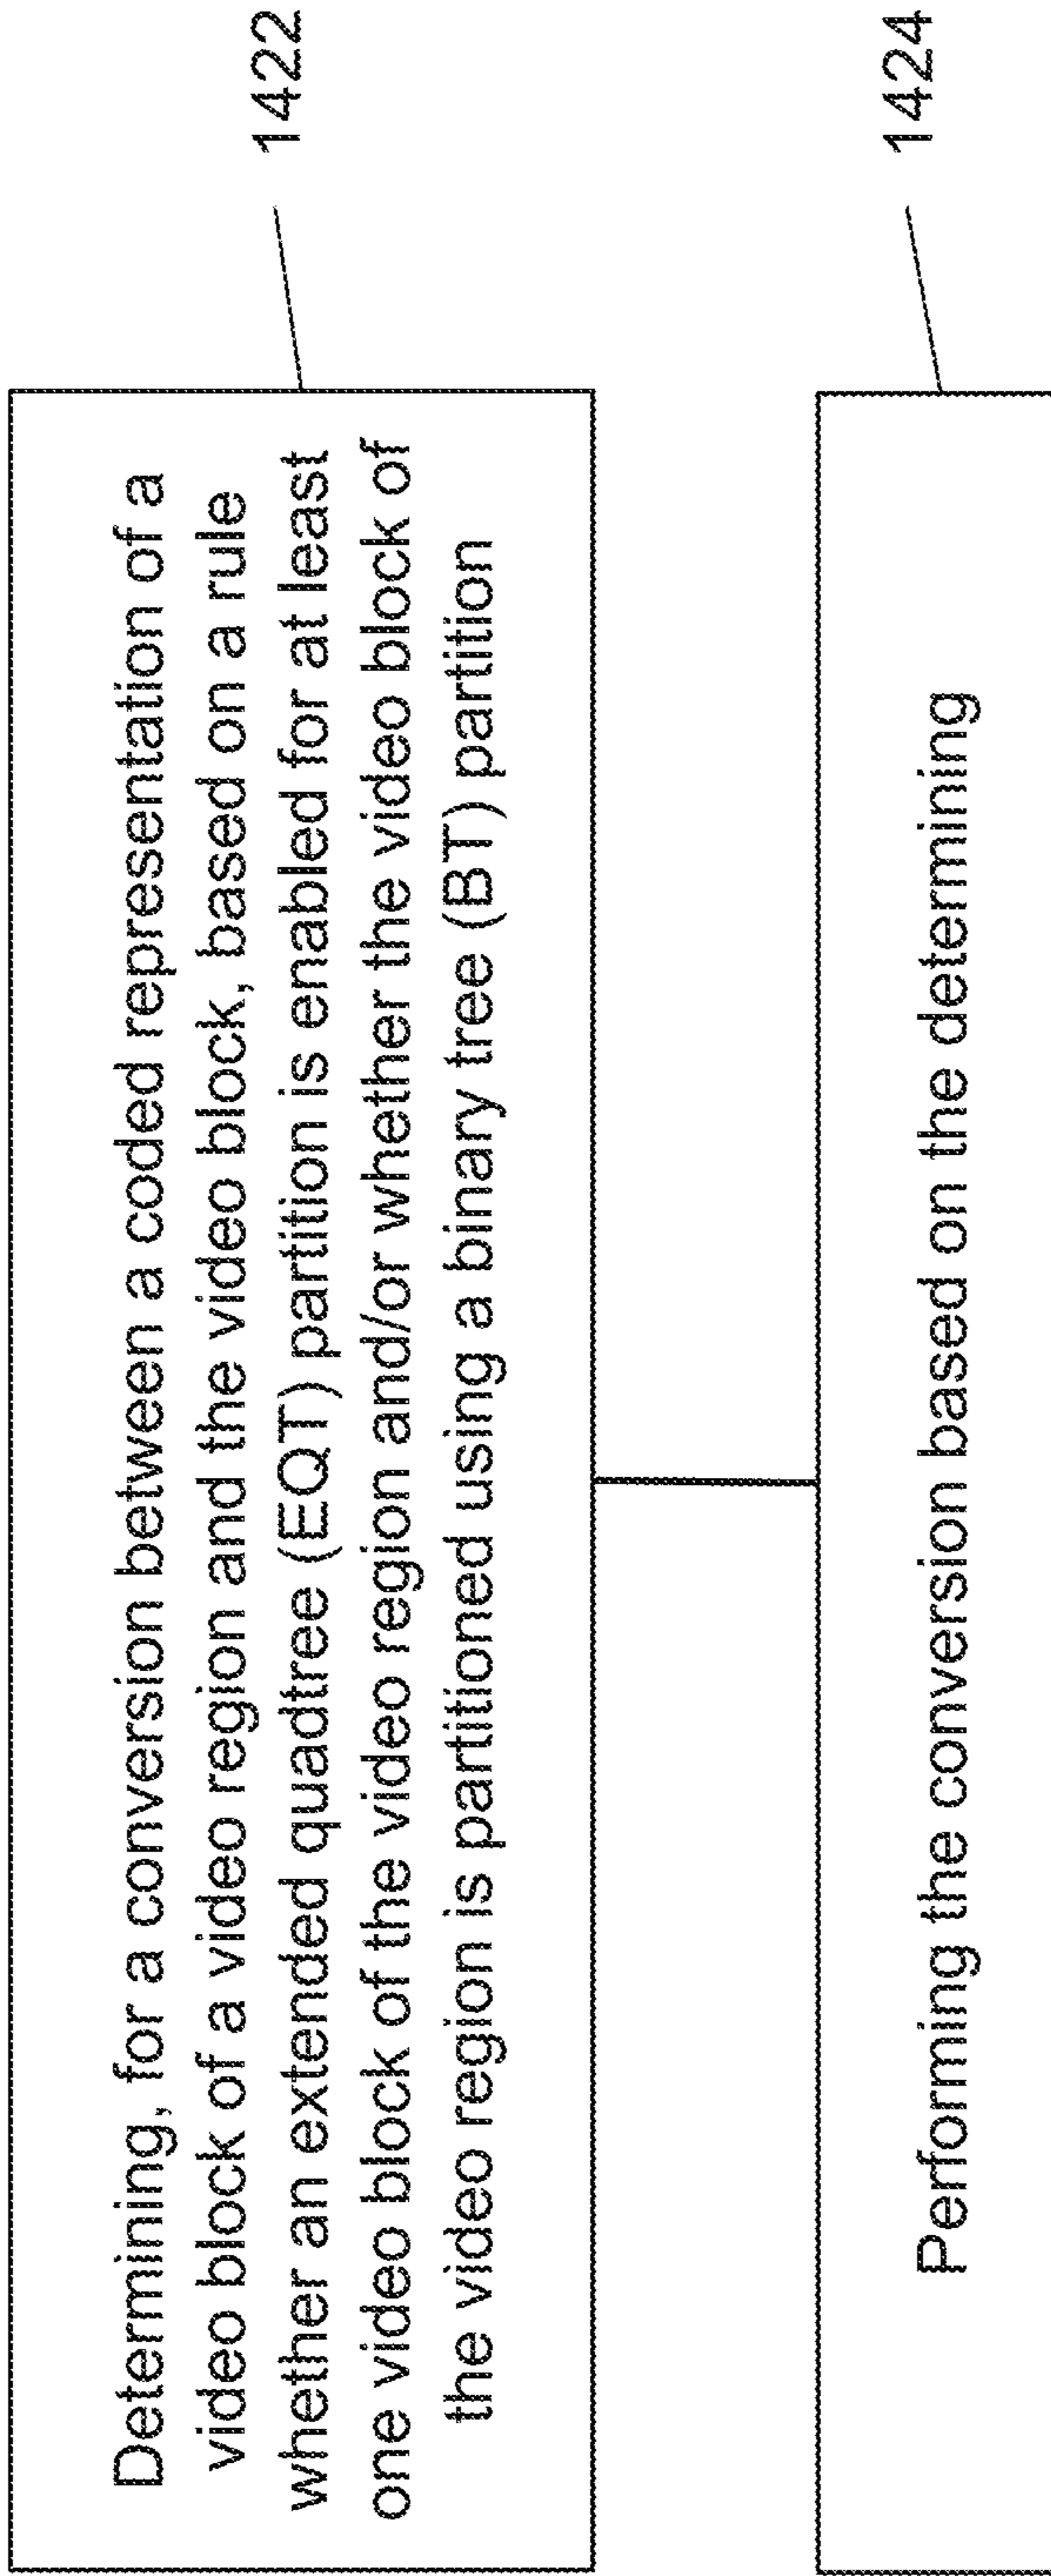 Determining, for a conversion between a coded representation of a
video block of a video region and the video block, based on a rule
whether an extended quadtree (EQT) partition is enabled for at least
one video block of the video region and/or whether the video block of
the video region is partitioned using a binary tree (BT) partition
1422
Performing the conversion based on the determining
1424